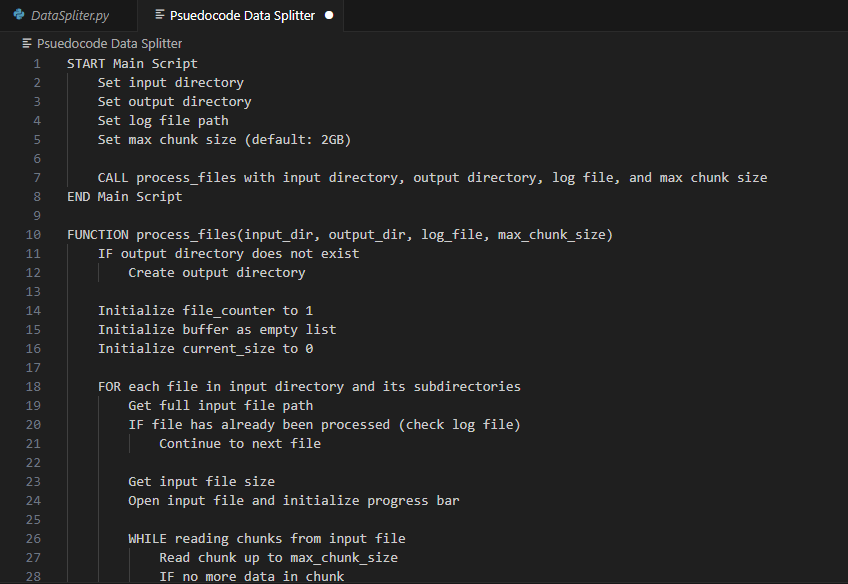 DataSpliter.py
Psuedocode Data Splitter
Psuedocode Data Splitter
1 START Main Script
2 Set input directory
3 Set output directory
4 Set log file path
5 Set max chunk size (default: 2GB)
6
7 CALL process_files with input directory, output directory, log file, and max chunk size
8 END Main Script
9
10 FUNCTION process_files(input_dir, output_dir, log_file, max_chunk_size)
11 IF output directory does not exist
12 Create output directory
13
14 Initialize file_counter to 1
15 Initialize buffer as empty list
16 Initialize current_size to 0
17
18 FOR each file in input directory and its subdirectories
19 Get full input file path
20 IF file has already been processed (check log file)
21 Continue to next file
22
23 Get input file size
24 Open input file and initialize progress bar
25
26 WHILE reading chunks from input file
27 Read chunk up to max_chunk_size
28 IF no more data in chunk